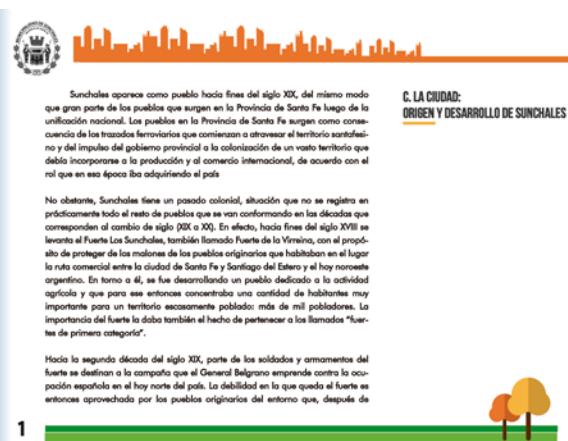 Sunchales aparece como pueblo hacia fines del siglo XIX, del mismo modo
que gran parte de los pueblos que surgen en la Provincia de Santa Fe luego de la
unificación nacional. Los pueblos en la Provincia de Santa Fe surgen como conse-
cuencia de los trazados ferroviarios que comienzan a atravesar el territorio santafesi-
no y del impulso del gobierno provincial a la colonización de un vasto territorio que
debía incorporarse a la producción y al comercio internacional, de acuerdo con el
rol que en esa época iba adquiriendo el país
No obstante, Sunchales tiene un pasado colonial, situación que no se registra en
prácticamente todo el resto de pueblos que se van conformando en las décadas que
corresponden al cambio de siglo (XIX a XX). En efecto, hacia fines del siglo XVIII se
levanta el Fuerte Los Sunchales, también llamado Fuerte de la Virreina, con el propó-
sito de proteger de los malones de los pueblos originarios que habitaban en el lugar
la ruta comercial entre la ciudad de Santa Fe y Santiago del Estero y el hoy noroeste
argentino. En torno a él, se fue desarrollando un pueblo dedicado a la actividad
agrícola y que para ese entonces concentraba una cantidad de habitantes muy
importante para un territorio escasamente poblado: más de mil pobladores. La
importancia del fuerte la daba también el hecho de pertenecer a los llamados “fuer-
tes de primera categoría”.
Hacia la segunda década del siglo XIX, parte de los soldados y armamentos del
fuerte se destinan a la campaña que el General Belgrano emprende contra la ocu-
pación española en el hoy norte del país. La debilidad en la que queda el fuerte es
entonces aprovechada por los pueblos originarios del entorno que, después de
C. LA CIUDAD:
ORIGEN Y DESARROLLO DE SUNCHALES
1